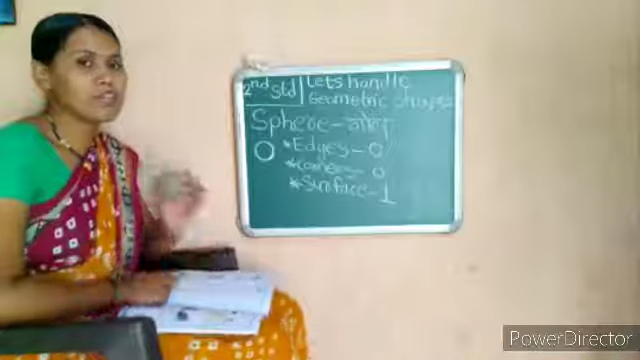 2nd Std
Lets handle
Geometric shapes
Sphere - गोल
*Edges - 0
*corners - 0
*Surface - 1
PowerDirector